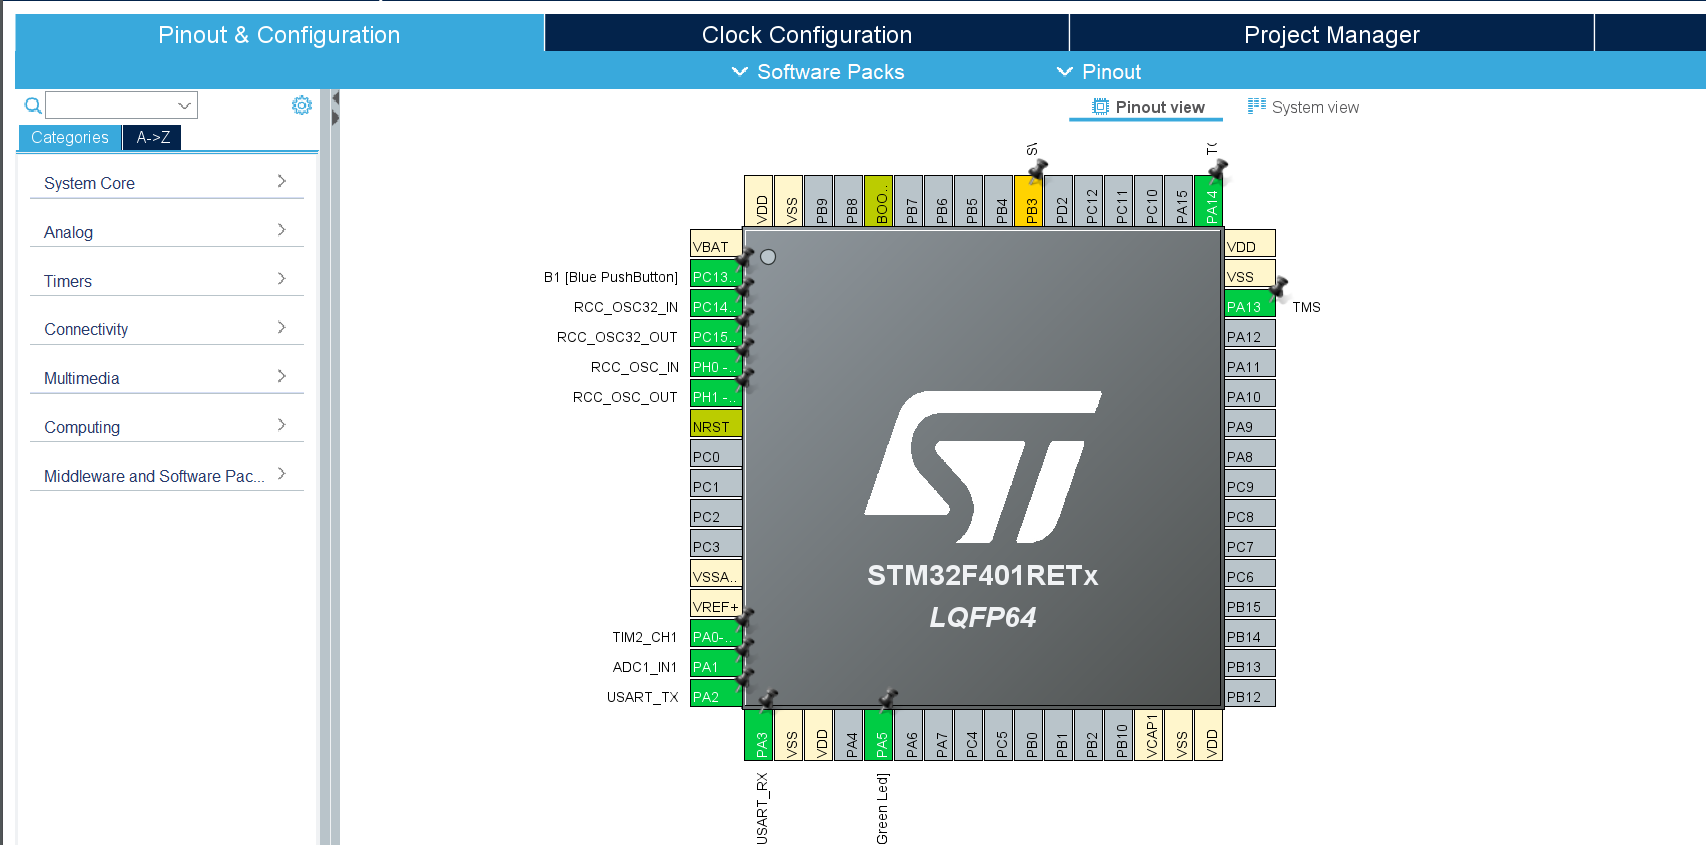 Pinout & Configuration
Clock Configuration
Project Manager
Software Packs
Pinout
Categories
A->Z
System Core
Analog
Timers
Connectivity
Multimedia
Computing
Middleware and Software Pac...
Pinout view
System view
VDD
VSS
PB9
PB8
BOO..
PB7
PB6
PB5
PB4
PB3
PD2
PC12
PC11
PC10
PA15
PA14
VBAT
B1 [Blue PushButton] PC13..
RCC_OSC32_IN PC14..
RCC_OSC32_OUT PC15..
RCC_OSC_IN PH0 -..
RCC_OSC_OUT PH1 -..
NRST
PC0
PC1
PC2
PC3
VSSA..
VREF+
TIM2_CH1 PA0-..
ADC1_IN1 PA1
USART_TX PA2
ST
STM32F401RETx
LQFP64
VDD
VSS
PA13 TMS
PA12
PA11
PA10
PA9
PA8
PC9
PC8
PC7
PC6
PB15
PB14
PB13
PB12
PA3
VSS
VDD
PA4
PA5
PA6
PA7
PC4
PC5
PB0
PB1
PB2
PB10
VCAP1
VSS
VDD
USART_RX
Green Led]